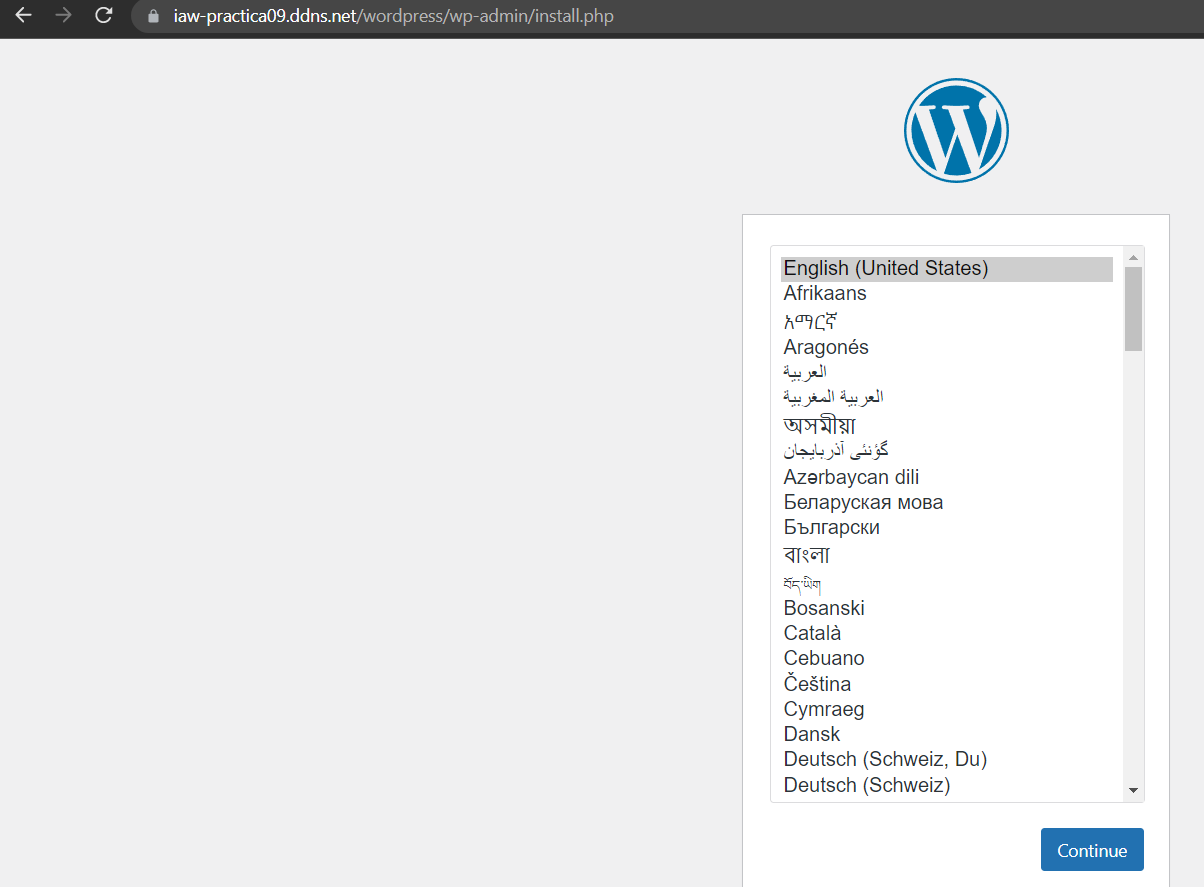 iaw-practica09.ddns.net/wordpress/wp-admin/install.php
English (United States)
Afrikaans
አማርኛ
Aragonés
العربية
العربية المغربية
অসমীয়া
گؤنئی آذربایجان
Azərbaycan dili
Беларуская мова
Български
বাংলা
བོད་ཡིག
Bosanski
Català
Cebuano
Čeština
Cymraeg
Dansk
Deutsch (Schweiz, Du)
Deutsch (Schweiz)
Continue